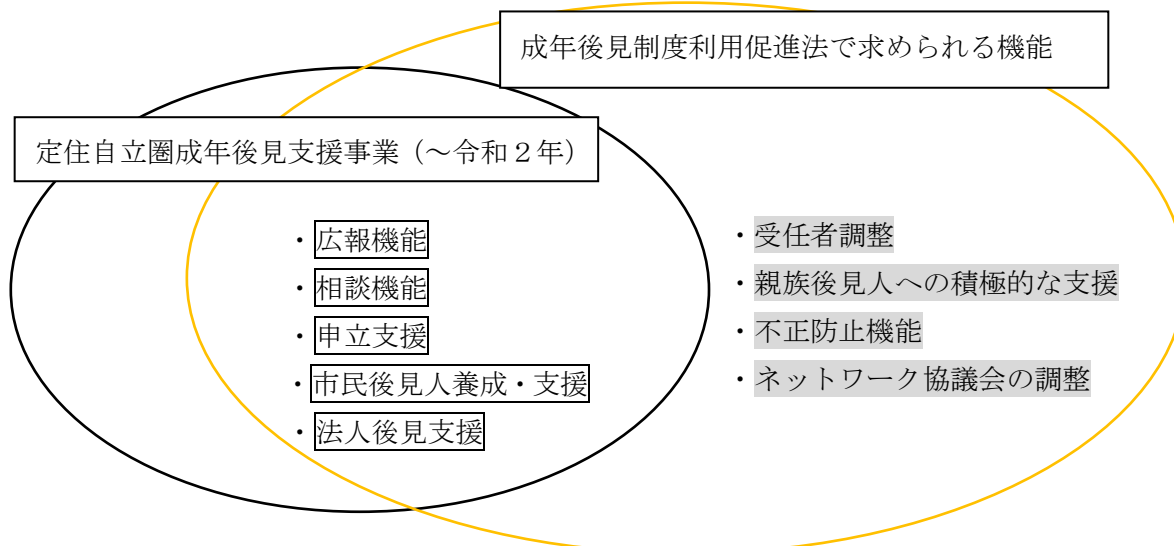 成年後見制度利用促進法で求められる機能
定住自立圏成年後見支援事業（～令和２年）
・広報機能
・相談機能
・申立支援
・市民後見人養成・支援
・法人後見支援
・受任者調整
・親族後見人への積極的な支援
・不正防止機能
・ネットワーク協議会の調整